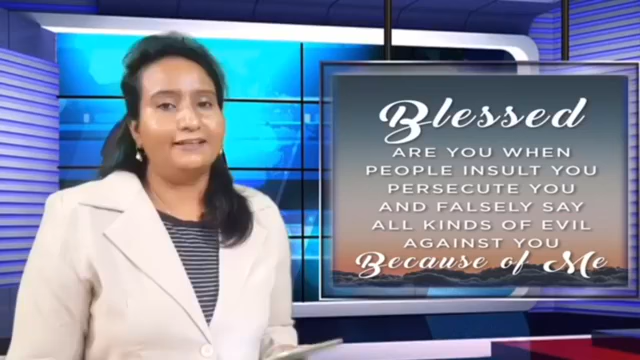 Blessed
ARE YOU WHEN
PEOPLE INSULT YOU
PERSECUTE YOU
AND FALSELY SAY
ALL KINDS OF EVIL
AGAINST YOU
Because of Me